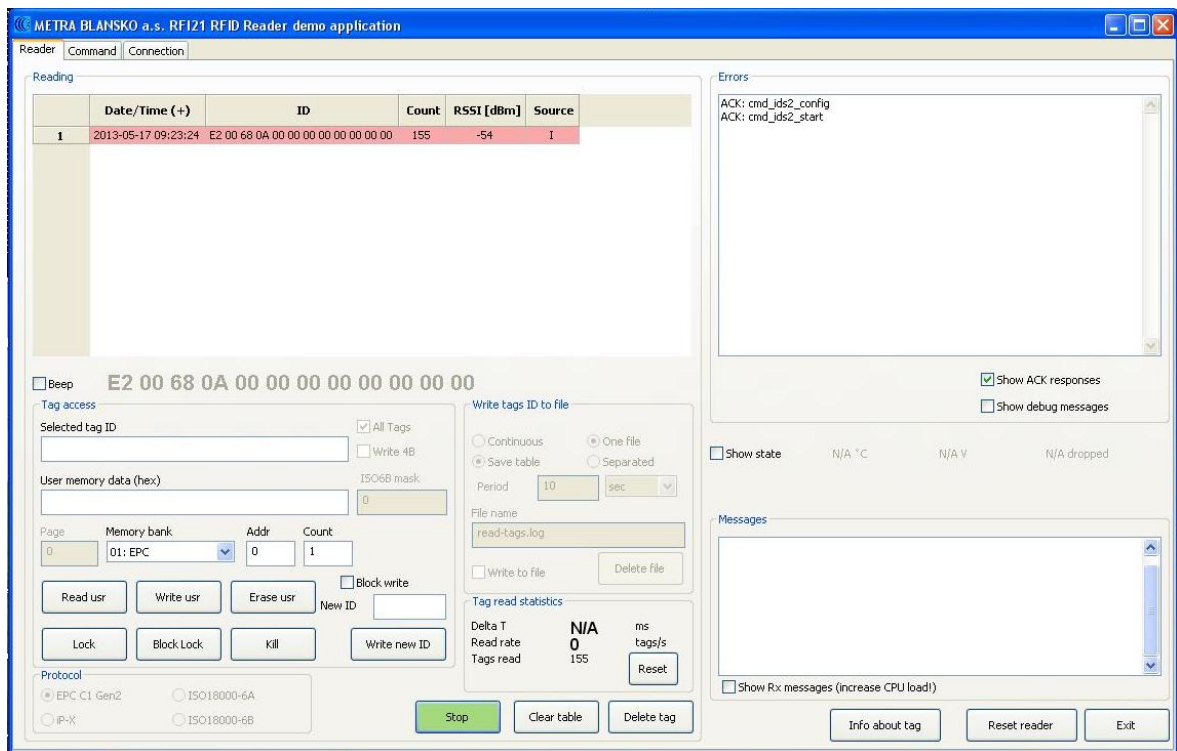 METRA BLANSKO a.s. RFI21 RFID Reader demo application
Reader Command Connection
Reading
Date/Time (+) ID Count RSSI [dBm] Source
1 2013-05-17 09:23:24 E2 00 68 0A 00 00 00 00 00 00 00 00 155 -54 I
Beep E2 00 68 0A 00 00 00 00 00 00 00 00
Tag access
Selected tag ID
All Tags
Write 4B
User memory data (hex) ISO6B mask
0
Page Memory bank Addr Count
0 01: EPC 0 1
Block write
Read usr Write usr Erase usr New ID
Lock Block Lock Kill Write new ID
Protocol
EPC C1 Gen2 ISO18000-6A
iP-X ISO18000-6B
Write tags ID to file
Continuous One file
Save table Separated
Period 10 sec
File name
read-tags.log
Write to file Delete file
Tag read statistics
Delta T N/A ms
Read rate 0 tags/s
Tags read 155
Reset
Stop Clear table Delete tag
Errors
ACK: cmd_ids2_config
ACK: cmd_ids2_start
Show ACK responses
Show debug messages
Show state N/A °C N/A V N/A dropped
Messages
Show Rx messages (increase CPU load!)
Info about tag Reset reader Exit